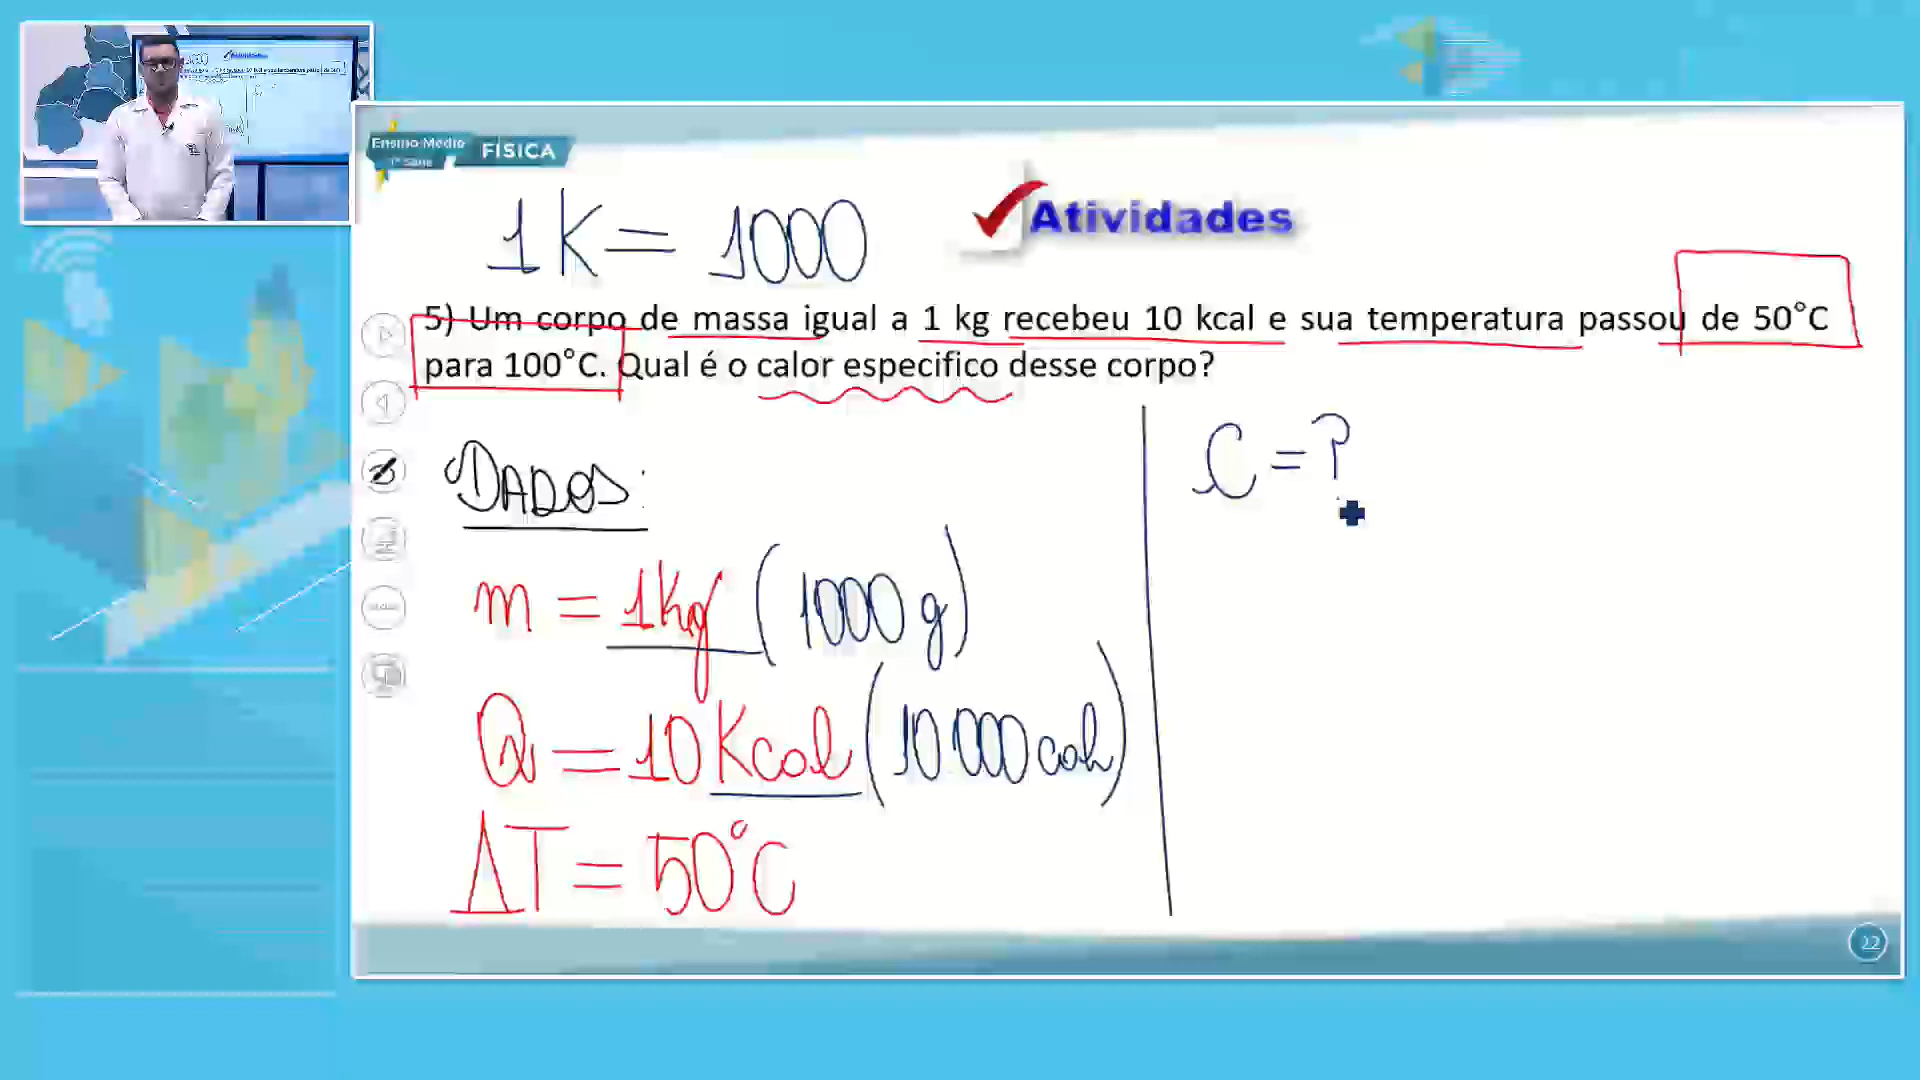 Ensino Médio
1ª Série
FÍSICA
1K = 1000
Atividades
5) Um corpo de massa igual a 1 kg recebeu 10 kcal e sua temperatura passou de 50°C
para 100°C. Qual é o calor especifico desse corpo?
DADOS:
m = 1Kg (1000 g)
Q = 10 Kcal (10 000 cal)
ΔT = 50°C
C = ?
22